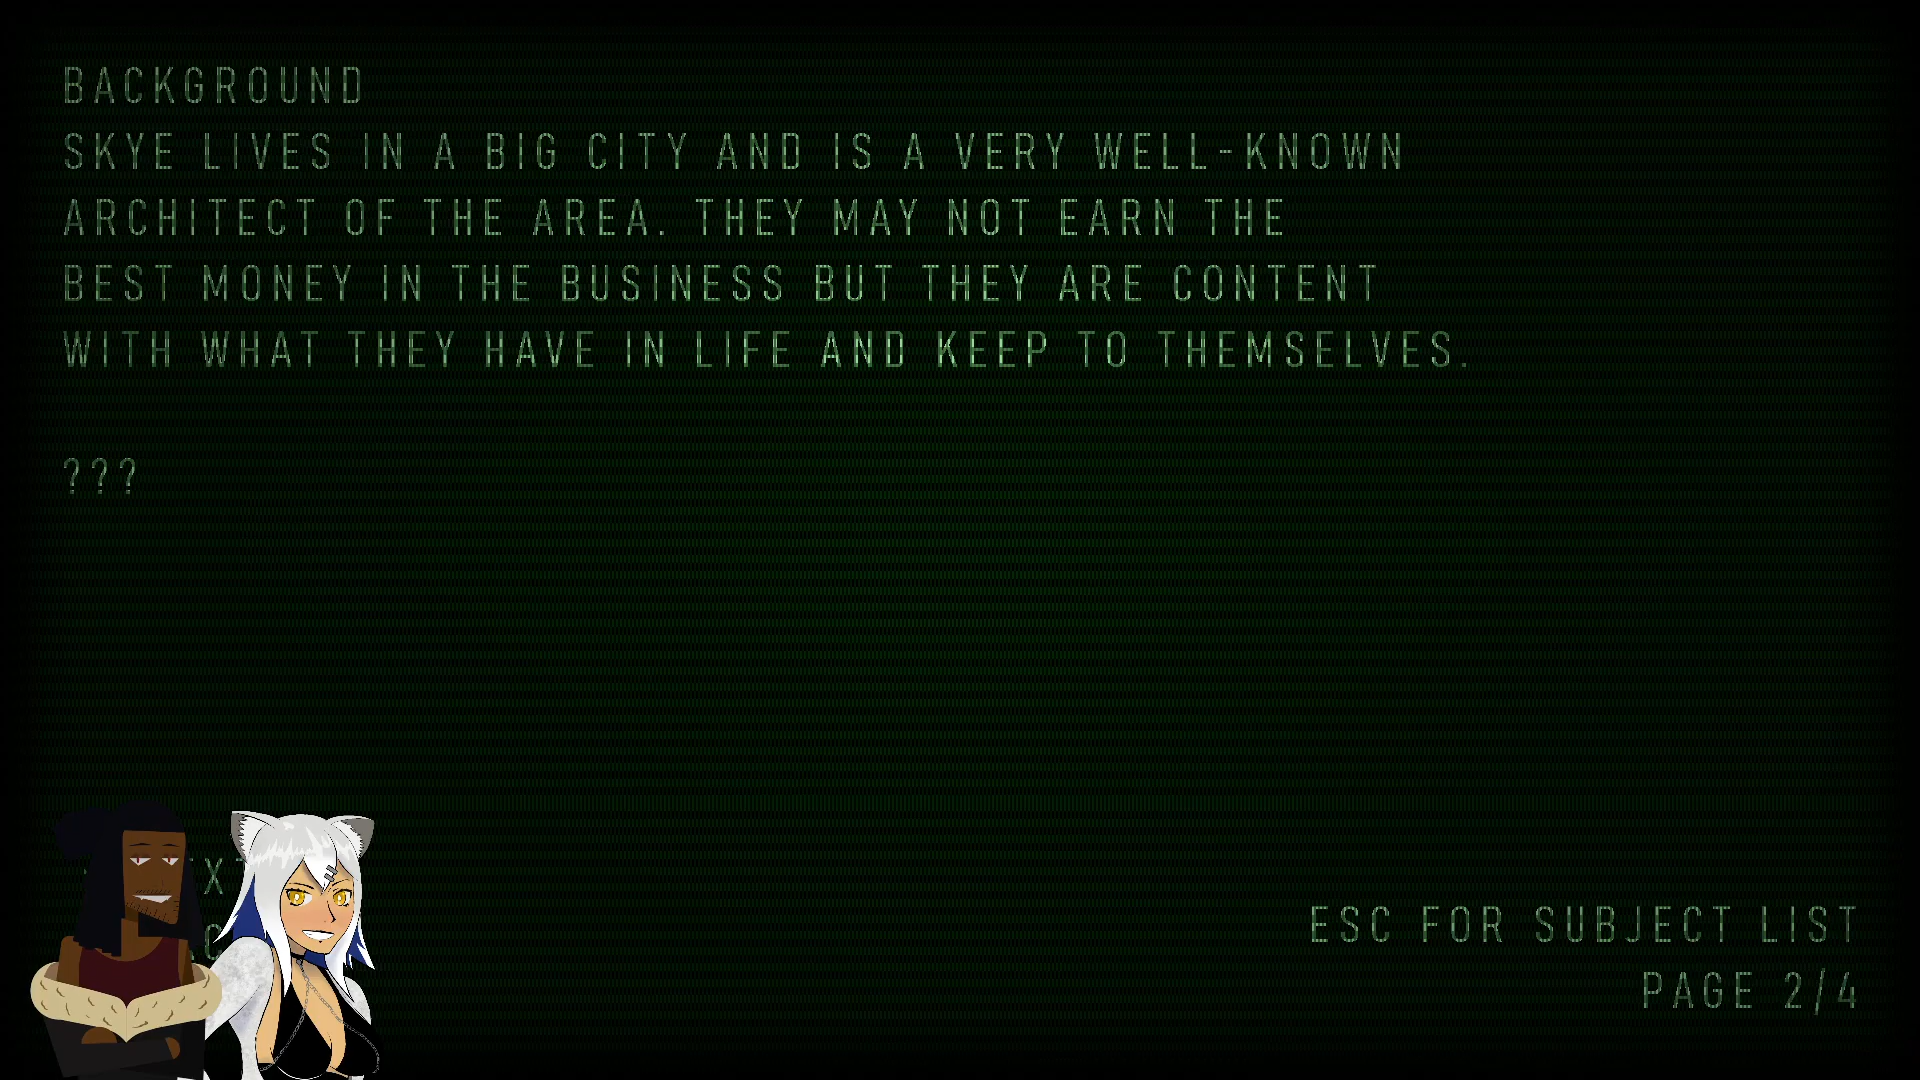 BACKGROUND
SKYE LIVES IN A BIG CITY AND IS A VERY WELL-KNOWN
ARCHITECT OF THE AREA. THEY MAY NOT EARN THE
BEST MONEY IN THE BUSINESS BUT THEY ARE CONTENT
WITH WHAT THEY HAVE IN LIFE AND KEEP TO THEMSELVES.
???
ESC FOR SUBJECT LIST
PAGE 2/4